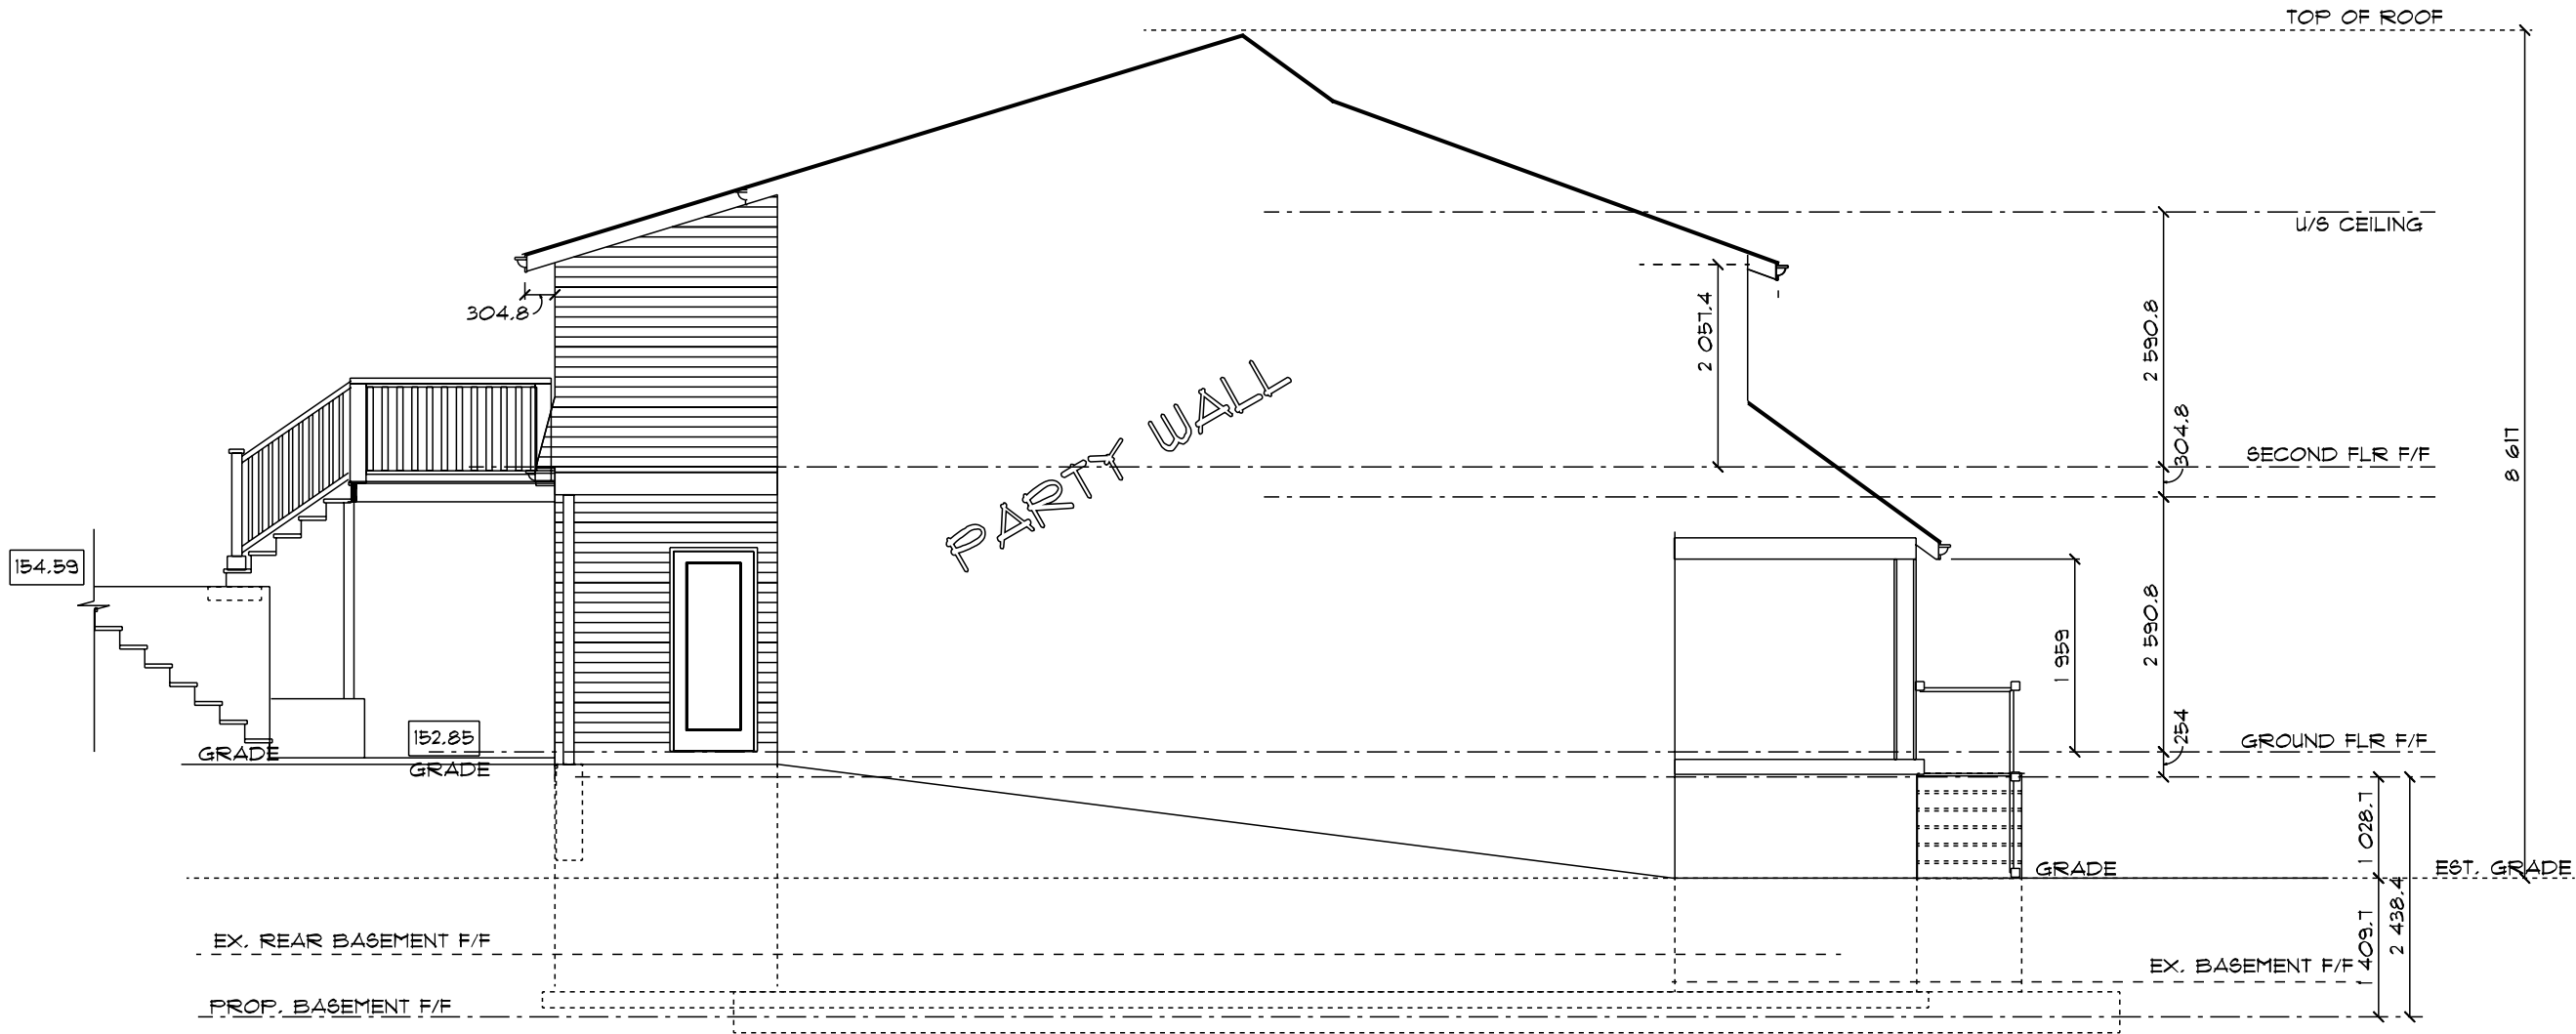 TOP OF ROOF
U/S CEILING
304.8
2 057.4
2 590.8
304.8
8 617
PARTY WALL
SECOND FLR F/F
154.59
1 959
2 590.8
254
152.85
GROUND FLR F/F
GRADE
GRADE
1 028.7
GRADE
EST. GRADE
EX. REAR BASEMENT F/F
1 409.7
2 438.4
EX. BASEMENT F/F
PROP. BASEMENT F/F